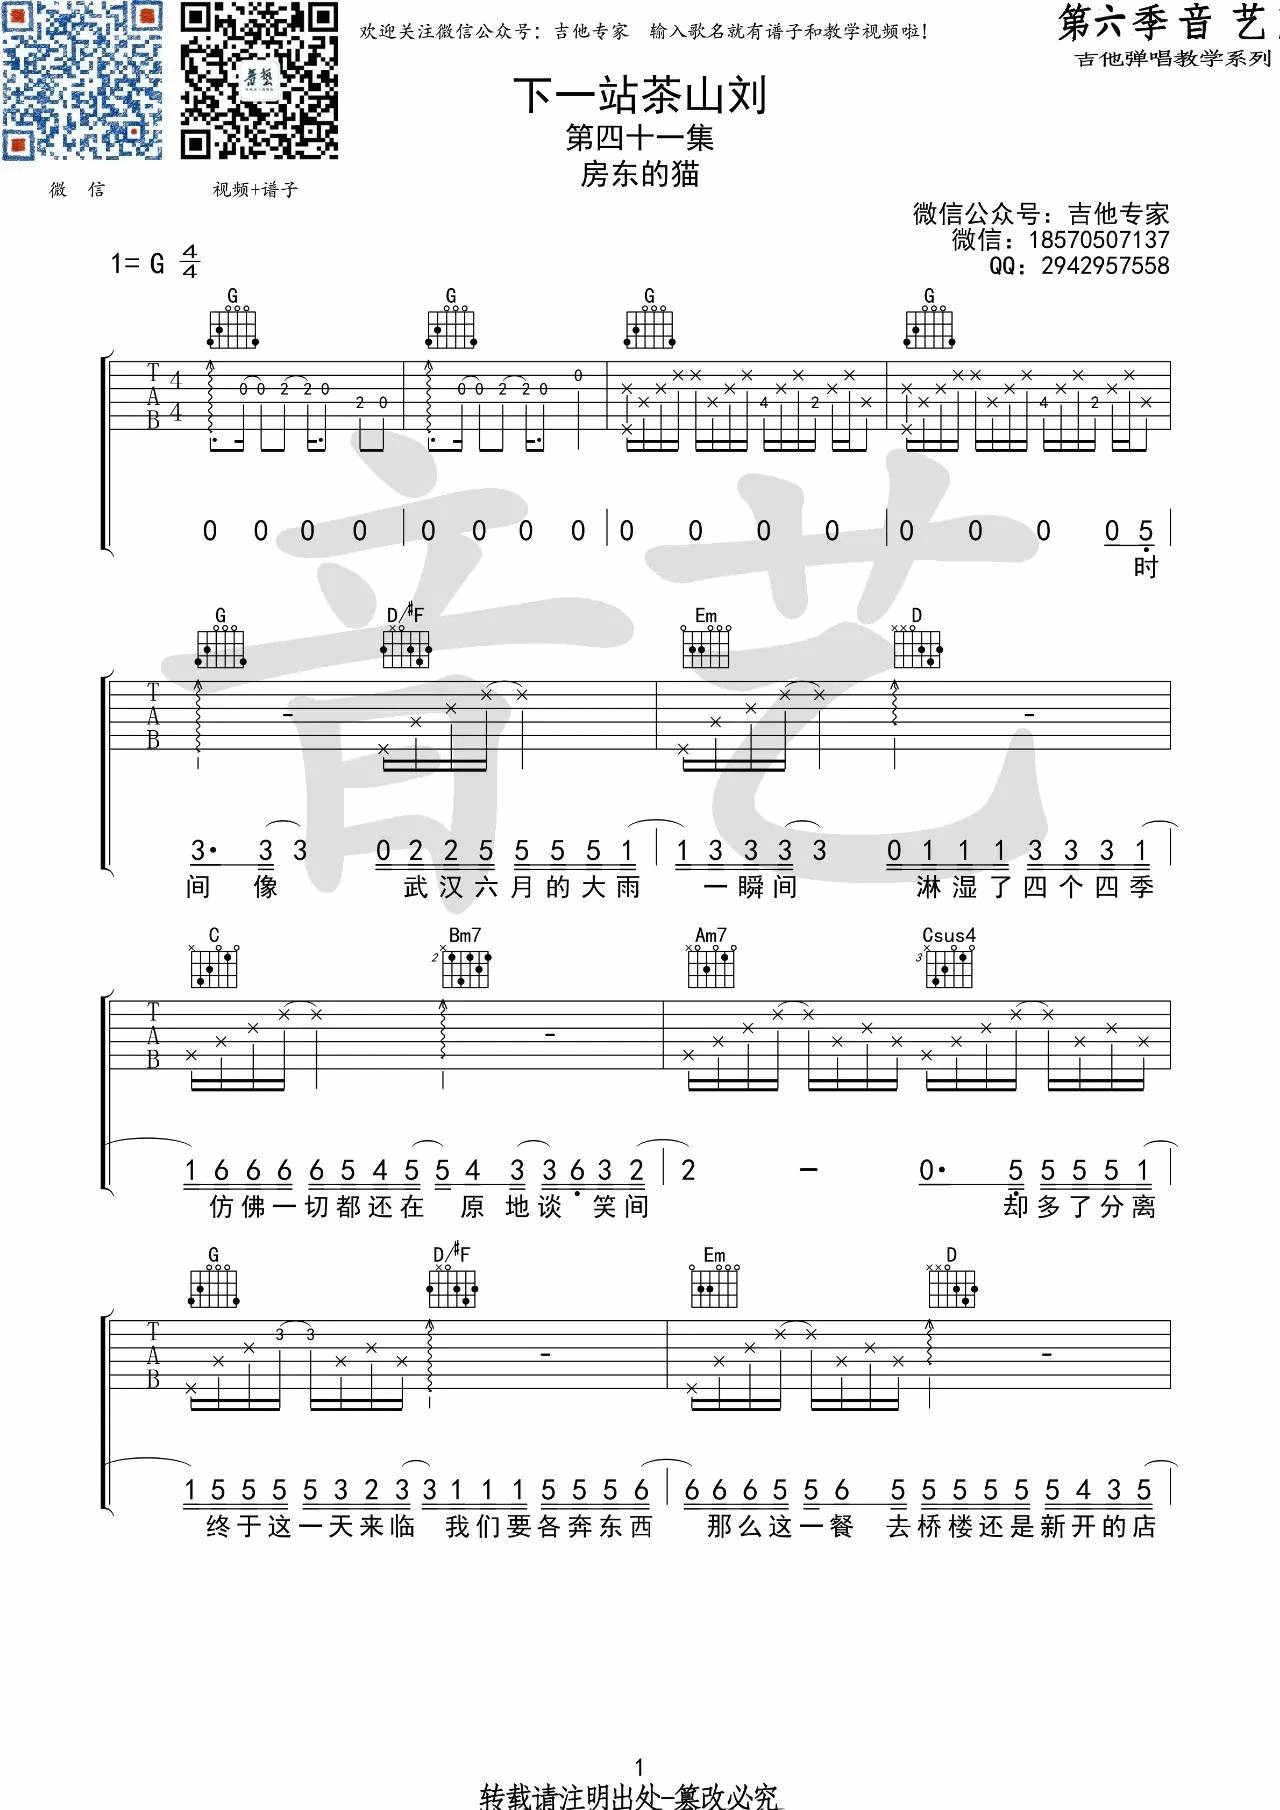 欢迎关注微信公众号：吉他专家　输入歌名就有谱子和教学视频啦！
第六季音艺
吉他弹唱教学系列
下一站茶山刘
第四十一集
房东的猫
微　信
视频+谱子
微信公众号：吉他专家
微信：18570507137
QQ：2942957558
1= G 4/4
G G G G
T A B 4/4
0 0 2 2 0 2 0 0 0 2 2 0 0 4 2 4 2
0 0 0 0 0 0 0 0 0 0 0 0 0 0 0 0 5
时
G D/#F Em D
T A B
3· 3 3 0 2 2 5 5 5 5 1 1 3 3 3 3 0 1 1 1 3 3 3 1
间 像 武汉六月的大雨 一瞬间 淋湿了四个四季
C Bm7 Am7 Csus4
2 3
T A B
1 6 6 6 6 5 4 5 5 4 3 3 6 3 2 2 – 0· 5 5 5 5 1
仿佛一切都还在 原地谈笑间 却多了分离
G D/#F Em D
T A B
3 3
1 5 5 5 5 3 2 3 3 1 1 1 5 5 5 6 6 6 6 5 5 6 5 5 5 5 5 4 3 5
终于这一天来临 我们要各奔东西 那么这一餐 去桥楼还是新开的店
1
转载请注明出处-篡改必究
音艺